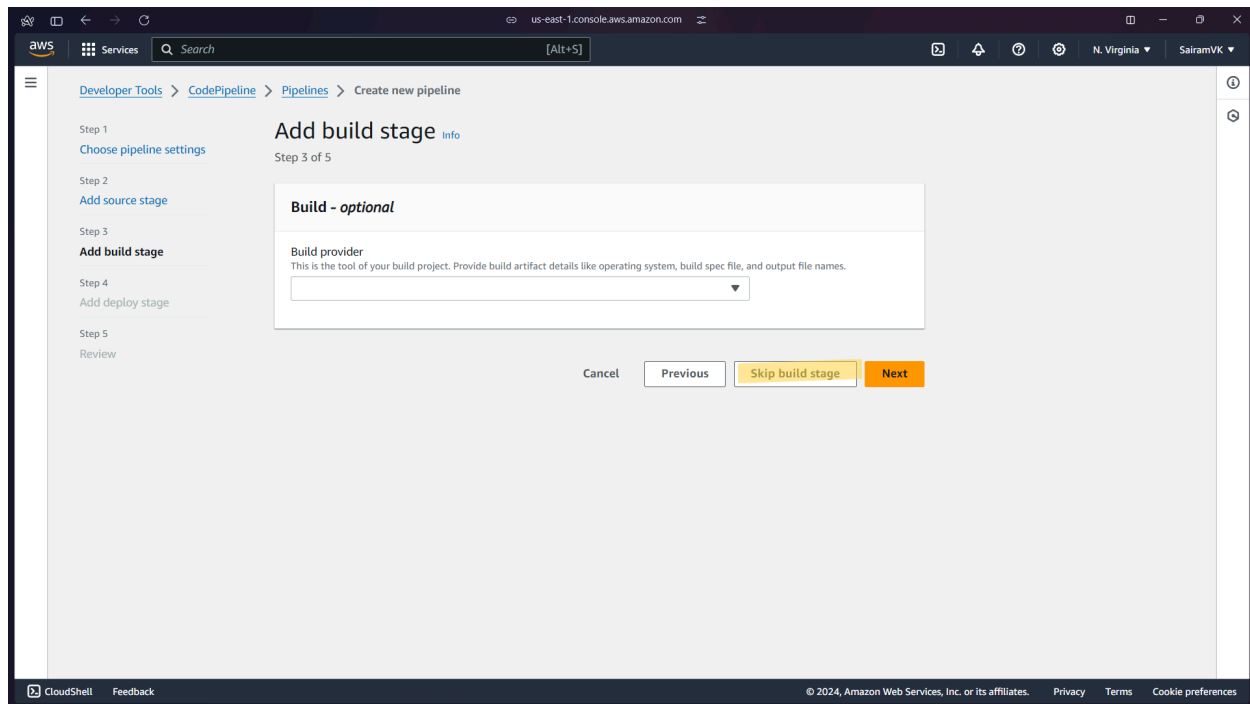 us-east-1.console.aws.amazon.com
aws Services Search [Alt+S] N. Virginia SairamVK
Developer Tools CodePipeline Pipelines Create new pipeline
Step 1
Choose pipeline settings
Step 2
Add source stage
Step 3
Add build stage
Step 4
Add deploy stage
Step 5
Review
Add build stage Info
Step 3 of 5
Build - optional
Build provider
This is the tool of your build project. Provide build artifact details like operating system, build spec file, and output file names.
Cancel Previous Skip build stage Next
CloudShell Feedback © 2024, Amazon Web Services, Inc. or its affiliates. Privacy Terms Cookie preferences